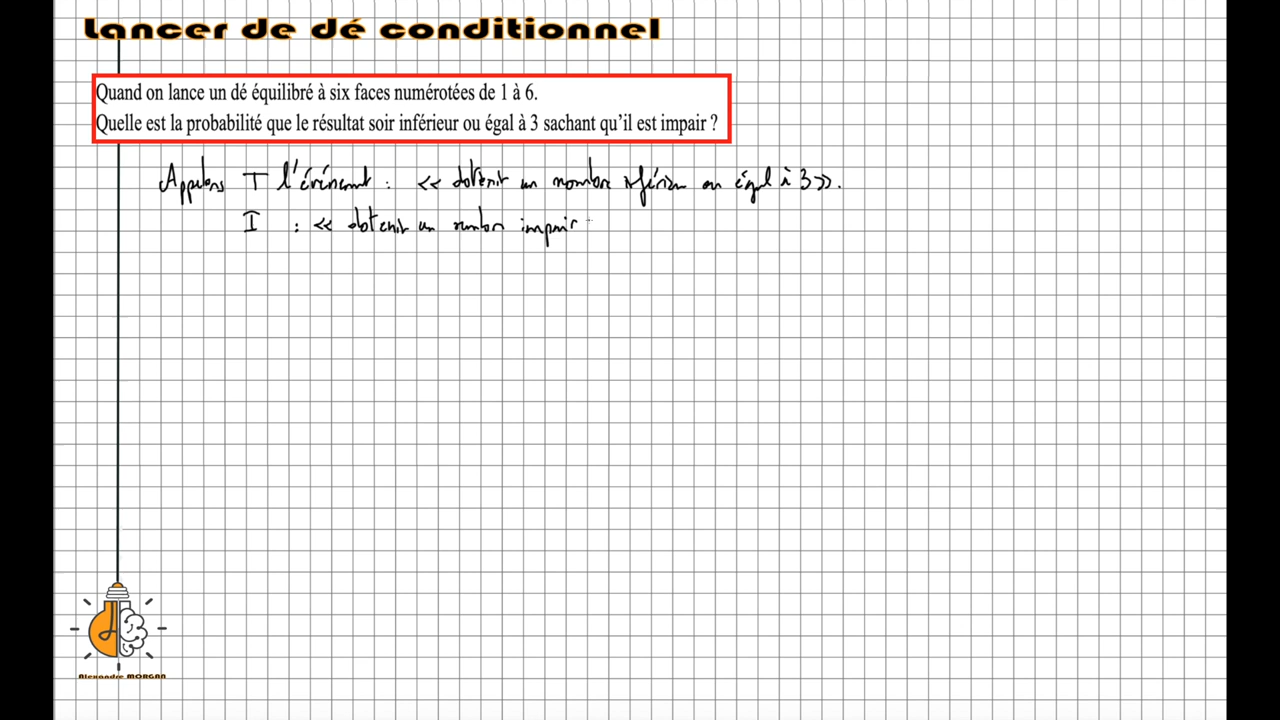 Lancer de dé conditionnel
Quand on lance un dé équilibré à six faces numérotées de 1 à 6.
Quelle est la probabilité que le résultat soir inférieur ou égal à 3 sachant qu’il est impair ?
Appelons T l'événement : << obtenir un nombre inférieur ou égal à 3 >>.
I : << obtenir un nombre impair
Alexandre MORGAN